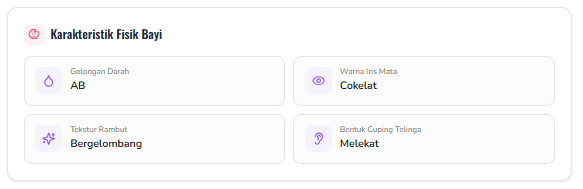 Karakteristik Fisik Bayi
Golongan Darah
AB
Warna Iris Mata
Cokelat
Tekstur Rambut
Bergelombang
Bentuk Cuping Telinga
Melekat